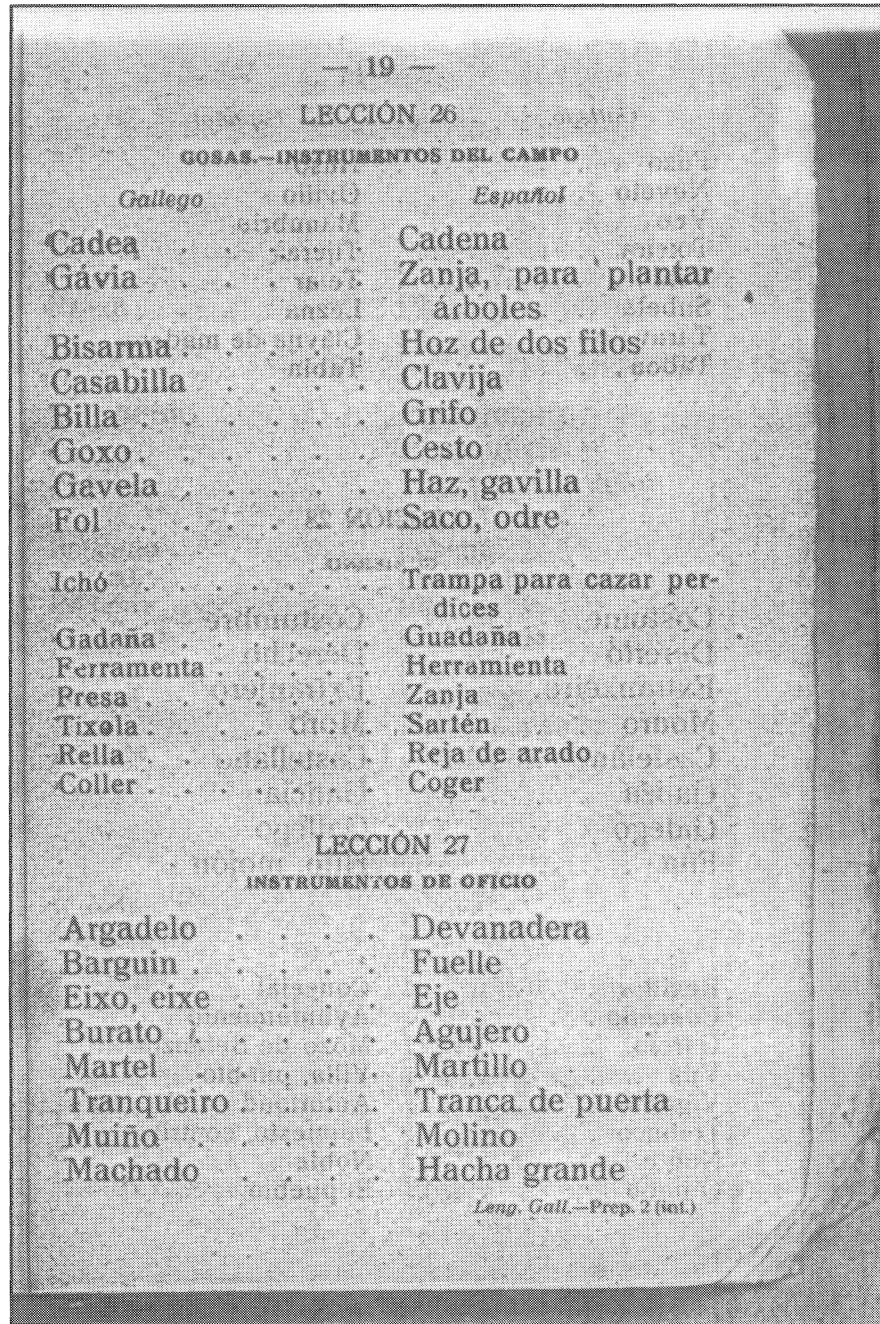 — 19 —
LECCIÓN 26
COSAS.—INSTRUMENTOS DEL CAMPO
Gallego Español
Cadea . . . . . Cadena
Gávia . . . . . Zanja, para plantar
árboles
Bisarma . . . . . Hoz de dos filos
Casabilla . . . . Clavija
Billa . . . . . . Grifo
Goxo . . . . . . Cesto
Gavela . . . . . Haz, gavilla
Fol . . . . . . Saco, odre
Ichó . . . . . . . Trampa para cazar per-
dices
Gadaña . . . . . . Guadaña
Ferramenta . . . . . Herramienta
Presa . . . . . . . Zanja
Tixola . . . . . . . Sartén
Rella . . . . . . . Reja de arado
Coller . . . . . . . Coger
LECCIÓN 27
INSTRUMENTOS DE OFICIO
Argadelo . . . . Devanadera
Barguin . . . . . Fuelle
Eixo, eixe . . . . Eje
Burato . . . . . Agujero
Martel . . . . . Martillo
Tranqueiro . . . . Tranca de puerta
Muiño . . . . . Molino
Machado . . . . Hacha grande
Leng. Gall.—Prep. 2 (int.)